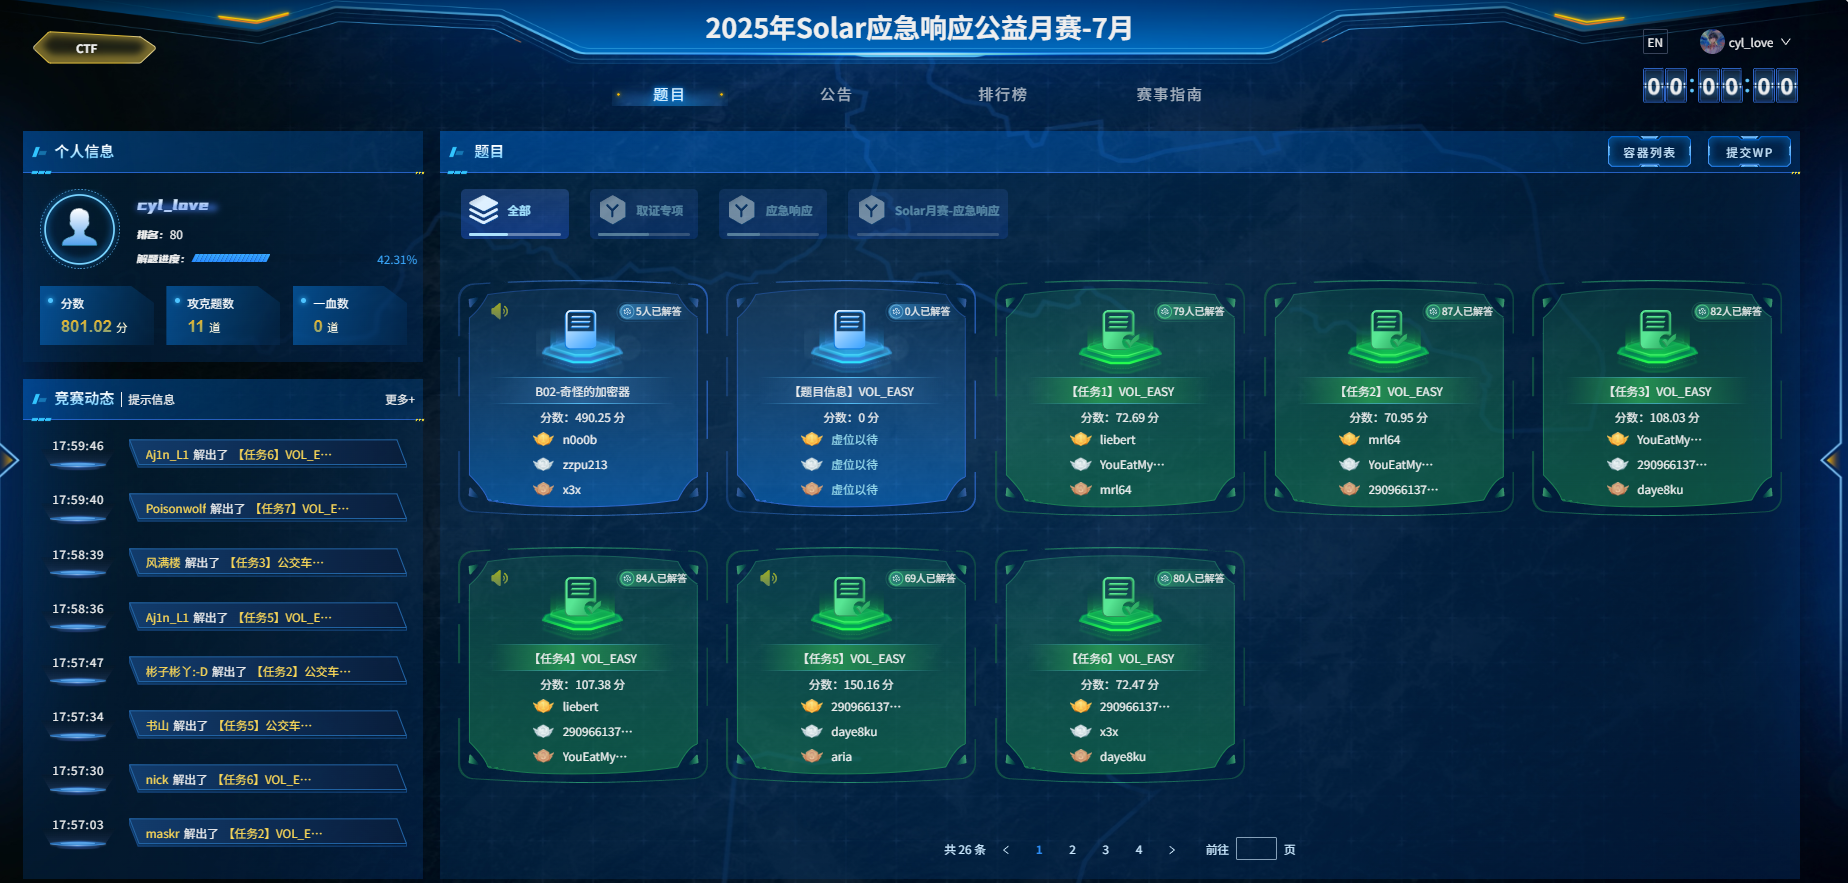 2025年Solar应急响应公益月赛-7月
CTF
EN
cyl_love
00:00:00
题目
公告
排行榜
赛事指南
个人信息
cyl_love
排名：80
解题进度：
42.31%
分数
801.02 分
攻克题数
11 道
一血数
0 道
竞赛动态
提示信息
更多+
17:59:46
Aj1n_L1 解出了 【任务6】VOL_E···
17:59:40
Poisonwolf 解出了 【任务7】VOL_E···
17:58:39
风满楼 解出了 【任务3】公交车···
17:58:36
Aj1n_L1 解出了 【任务5】VOL_E···
17:57:47
彬子彬丫:-D 解出了 【任务2】公交车···
17:57:34
书山 解出了 【任务5】公交车···
17:57:30
nick 解出了 【任务6】VOL_E···
17:57:03
maskr 解出了 【任务2】VOL_E···
题目
容器列表
提交WP
全部
取证专项
应急响应
Solar月赛-应急响应
5人已解答
B02-奇怪的加密器
分数：490.25 分
n0o0b
zzpu213
x3x
0人已解答
【题目信息】VOL_EASY
分数：0 分
虚位以待
虚位以待
虚位以待
79人已解答
【任务1】VOL_EASY
分数：72.69 分
liebert
YouEatMy···
mrl64
87人已解答
【任务2】VOL_EASY
分数：70.95 分
mrl64
YouEatMy···
290966137···
82人已解答
【任务3】VOL_EASY
分数：108.03 分
YouEatMy···
290966137···
daye8ku
84人已解答
【任务4】VOL_EASY
分数：107.38 分
liebert
290966137···
YouEatMy···
69人已解答
【任务5】VOL_EASY
分数：150.16 分
290966137···
daye8ku
aria
80人已解答
【任务6】VOL_EASY
分数：72.47 分
290966137···
x3x
daye8ku
共 26 条 < 1 2 3 4 > 前往 页